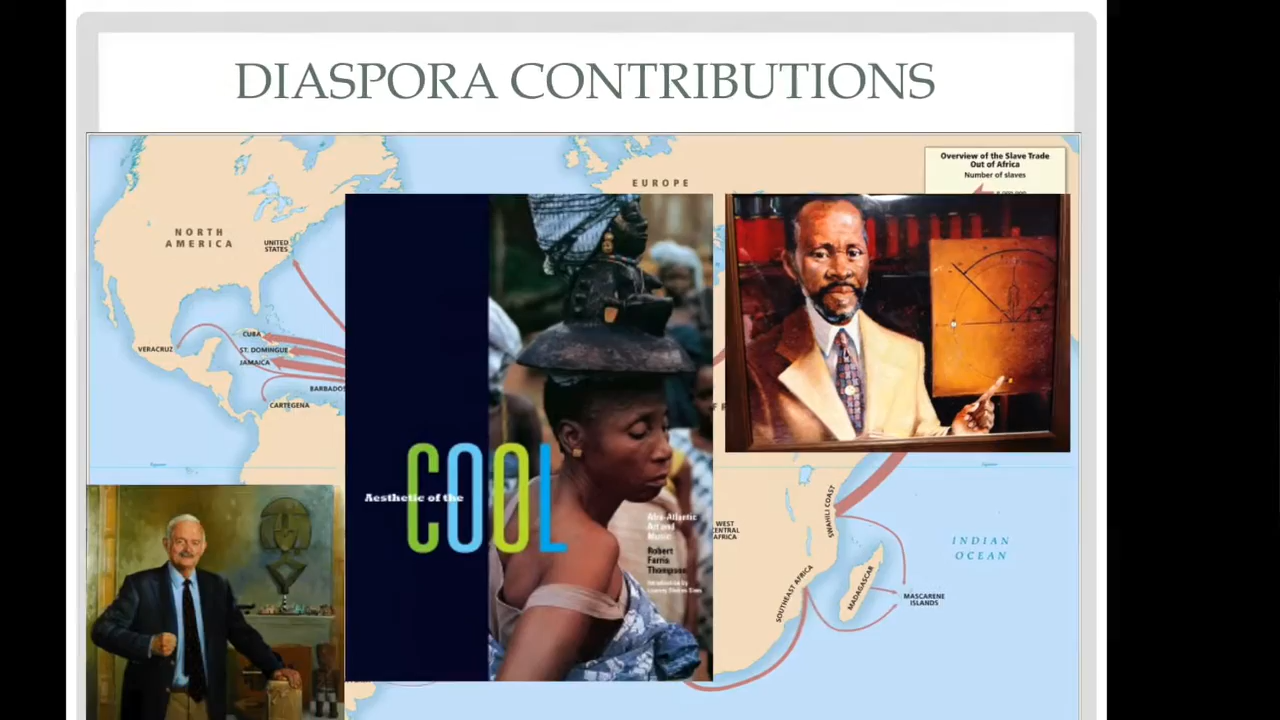 DIASPORA CONTRIBUTIONS
Overview of the Slave Trade
Out of Africa
Number of slaves
EUROPE
NORTH
AMERICA
UNITED
STATES
CUBA
VERACRUZ
ST. DOMINGUE
JAMAICA
BARBADO
CARTEGENA
Aesthetic of the
COOL
Afro-Atlantic
Art and
Music
Robert
Farris
Thompson
WEST
CENTRAL
AFRICA
SWAHILI COAST
SOUTHEAST AFRICA
MADAGASCAR
MASCARENE
ISLANDS
INDIAN
OCEAN